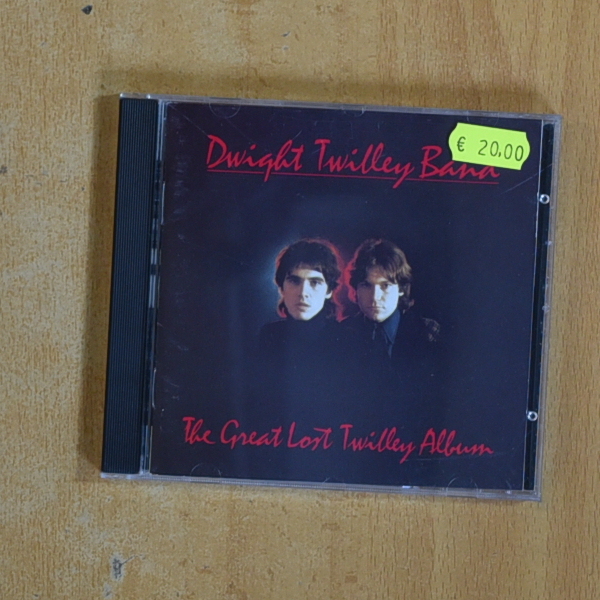 Dwight Twilley Band
€ 20,00
The Great Lost Twilley Album